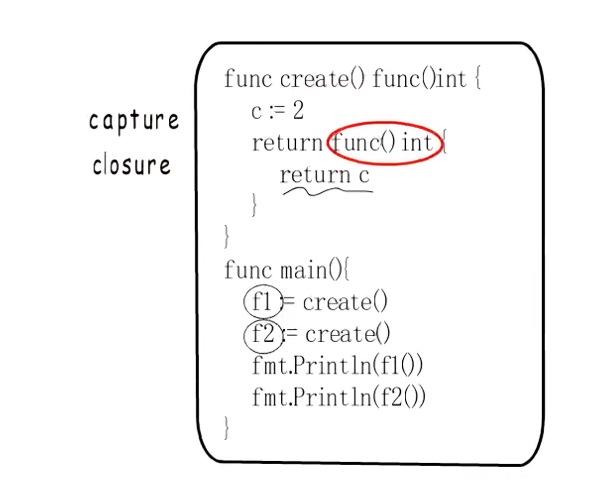 capture
closure
func create() func()int {
c := 2
return func() int {
return c
}
}
func main(){
f1 := create()
f2 := create()
fmt.Println(f1())
fmt.Println(f2())
}